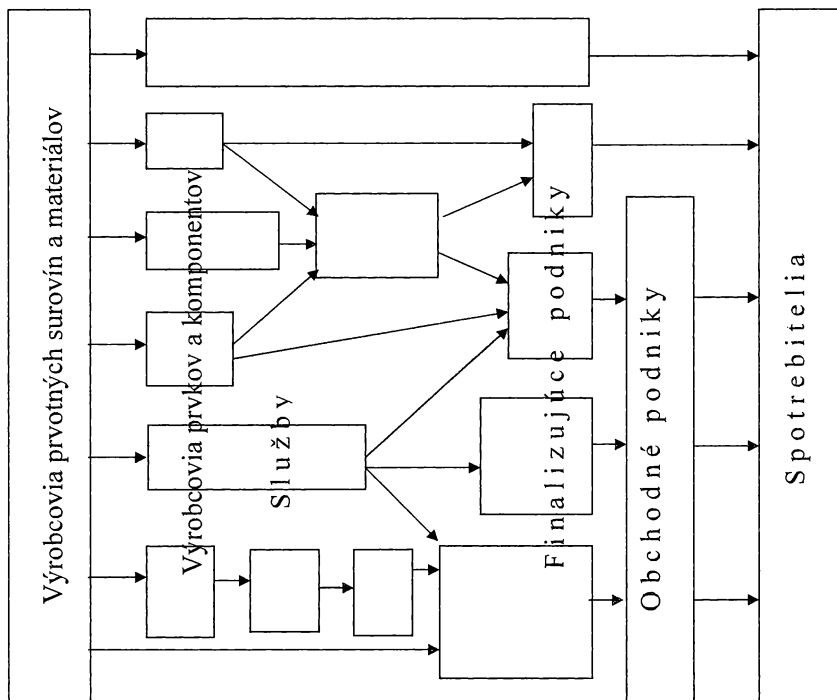 Výrobcovia prvotných surovín a materiálov
Výrobcovia prvkov a komponentov
Služby
Finalizujúce podniky
Obchodné podniky
Spotrebitelia